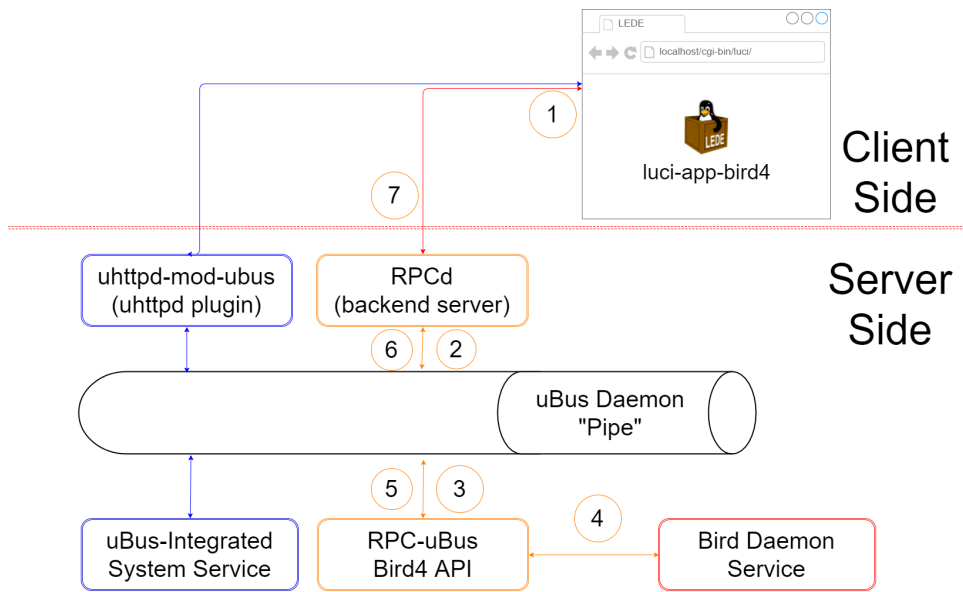 LEDE
localhost/cgi-bin/luci/
1
LEDE
luci-app-bird4
Client
Side
7
uhttpd-mod-ubus
(uhttpd plugin)
RPCd
(backend server)
Server
Side
6
2
uBus Daemon
"Pipe"
5
3
4
uBus-Integrated
System Service
RPC-uBus
Bird4 API
Bird Daemon
Service